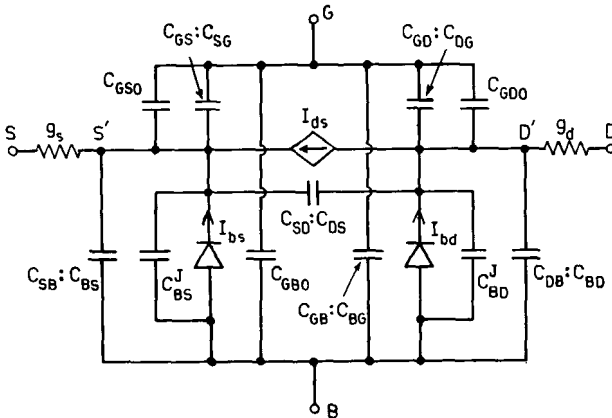 G
C_GS:C_SG
C_GD:C_DG
C_GSO
C_GDO
I_ds
S
g_s
S'
D'
g_d
D
C_SD:C_DS
I_bs
I_bd
C_SB:C_BS
C^J_BS
C_GBO
C_GB:C_BG
C^J_BD
C_DB:C_BD
B